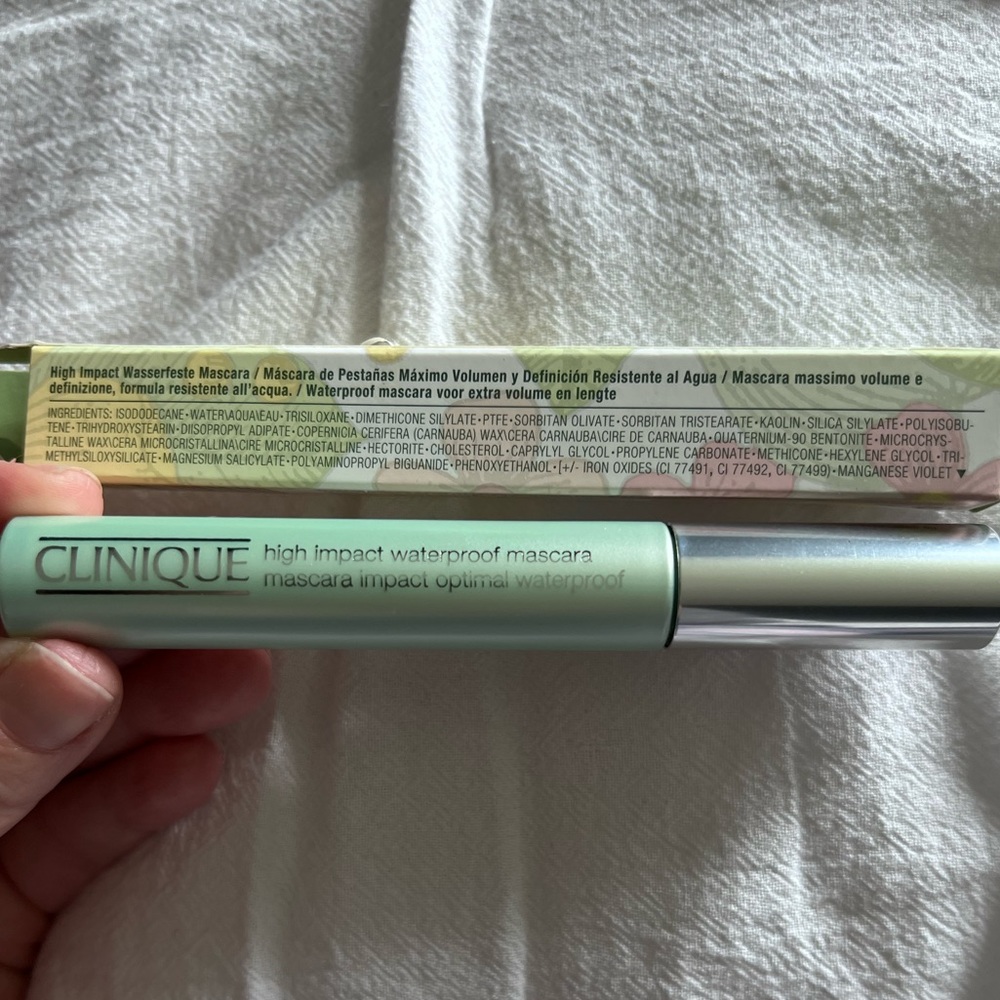 High Impact Wasserfeste Mascara / Máscara de Pestañas Máximo Volumen y Definición Resistente al Agua / Mascara massimo volume e
definizione, formula resistente all'acqua. / Waterproof mascara voor extra volume en lengte
INGREDIENTS: ISODODECANE•WATER\AQUA\EAU•TRISILOXANE•DIMETHICONE SILYLATE•PTFE•SORBITAN OLIVATE•SORBITAN TRISTEARATE•KAOLIN•SILICA SILYLATE•POLYISOBU-
TENE•TRIHYDROXYSTEARIN•DIISOPROPYL ADIPATE•COPERNICIA CERIFERA (CARNAUBA) WAX\CERA CARNAUBA\CIRE DE CARNAUBA•QUATERNIUM-90 BENTONITE•MICROCRYS-
TALLINE WAX\CERA MICROCRISTALLINA\CIRE MICROCRISTALLINE•HECTORITE•CHOLESTEROL•CAPRYLYL GLYCOL•PROPYLENE CARBONATE•METHICONE•HEXYLENE GLYCOL•TRI-
METHYLSILOXYSILICATE•MAGNESIUM SALICYLATE•POLYAMINOPROPYL BIGUANIDE•PHENOXYETHANOL•[+/- IRON OXIDES (CI 77491, CI 77492, CI 77499)•MANGANESE VIOLET ▼
CLINIQUE high impact waterproof mascara
mascara impact optimal waterproof